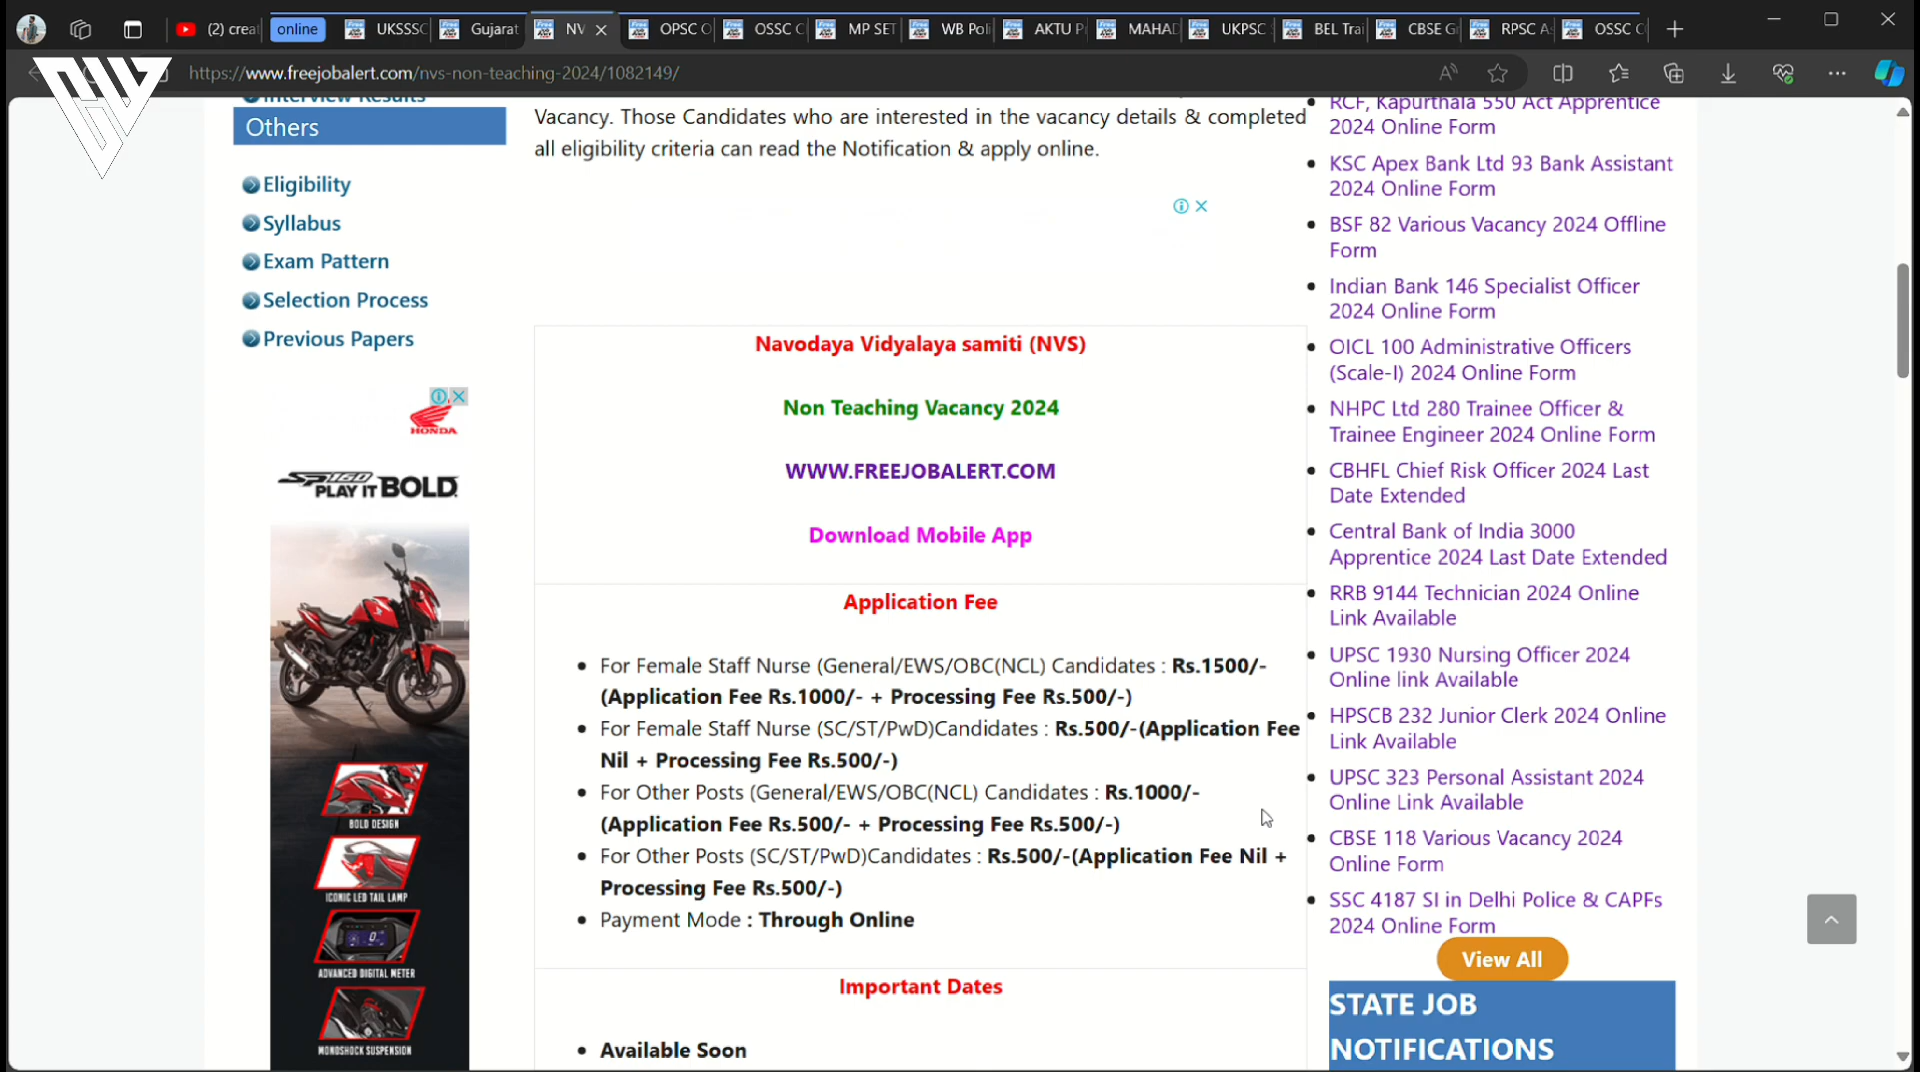 (2) creat
online
UKSSSC
Gujarat
NV
OPSC O
OSSC C
MP SET
WB Poli
AKTU P
MAHAD
UKPSC
BEL Trai
CBSE G
RPSC A
OSSC C
https://www.freejobalert.com/nvs-non-teaching-2024/1082149/
Interview Results
Others
Eligibility
Syllabus
Exam Pattern
Selection Process
Previous Papers
HONDA
SP160
PLAY IT BOLD.
BOLD DESIGN
ICONIC LED TAIL LAMP
ADVANCED DIGITAL METER
MONOSHOCK SUSPENSION
Vacancy. Those Candidates who are interested in the vacancy details & completed
all eligibility criteria can read the Notification & apply online.
Navodaya Vidyalaya samiti (NVS)
Non Teaching Vacancy 2024
WWW.FREEJOBALERT.COM
Download Mobile App
Application Fee
For Female Staff Nurse (General/EWS/OBC(NCL) Candidates : Rs.1500/-
(Application Fee Rs.1000/- + Processing Fee Rs.500/-)
For Female Staff Nurse (SC/ST/PwD)Candidates : Rs.500/-(Application Fee
Nil + Processing Fee Rs.500/-)
For Other Posts (General/EWS/OBC(NCL) Candidates : Rs.1000/-
(Application Fee Rs.500/- + Processing Fee Rs.500/-)
For Other Posts (SC/ST/PwD)Candidates : Rs.500/-(Application Fee Nil +
Processing Fee Rs.500/-)
Payment Mode : Through Online
Important Dates
Available Soon
RCF, Kapurthala 550 Act Apprentice
2024 Online Form
KSC Apex Bank Ltd 93 Bank Assistant
2024 Online Form
BSF 82 Various Vacancy 2024 Offline
Form
Indian Bank 146 Specialist Officer
2024 Online Form
OICL 100 Administrative Officers
(Scale-I) 2024 Online Form
NHPC Ltd 280 Trainee Officer &
Trainee Engineer 2024 Online Form
CBHFL Chief Risk Officer 2024 Last
Date Extended
Central Bank of India 3000
Apprentice 2024 Last Date Extended
RRB 9144 Technician 2024 Online
Link Available
UPSC 1930 Nursing Officer 2024
Online link Available
HPSCB 232 Junior Clerk 2024 Online
Link Available
UPSC 323 Personal Assistant 2024
Online Link Available
CBSE 118 Various Vacancy 2024
Online Form
SSC 4187 SI in Delhi Police & CAPFs
2024 Online Form
View All
STATE JOB
NOTIFICATIONS